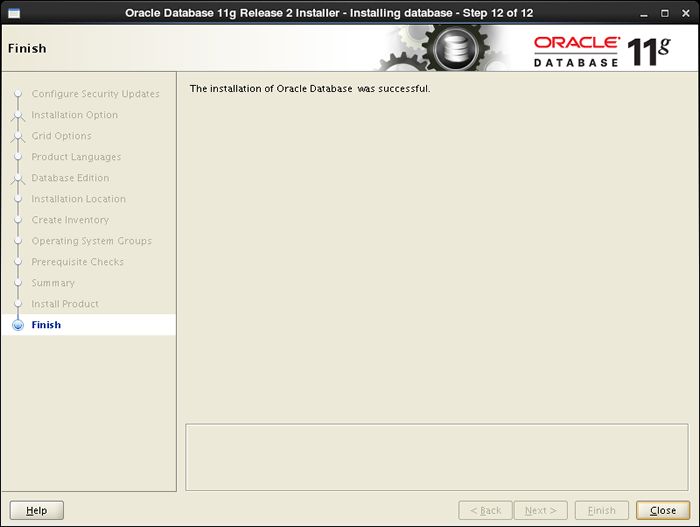 Oracle Database 11g Release 2 Installer - Installing database - Step 12 of 12
Finish
ORACLE
DATABASE 11g
Configure Security Updates
Installation Option
Grid Options
Product Languages
Database Edition
Installation Location
Create Inventory
Operating System Groups
Prerequisite Checks
Summary
Install Product
Finish
The installation of Oracle Database was successful.
Help
< Back
Next >
Finish
Close